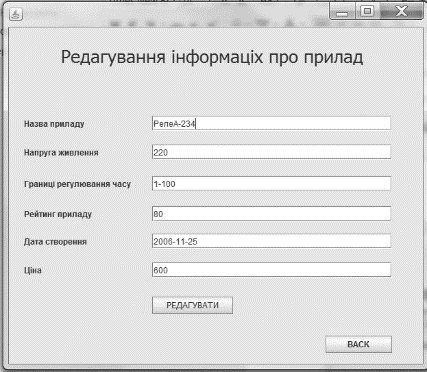 Редагування інформаціх про прилад
Назва приладу РелеА-234
Напруга живлення 220
Границі регулювання часу 1-100
Рейтинг приладу 80
Дата створення 2006-11-25
Ціна 600
РЕДАГУВАТИ
BACK